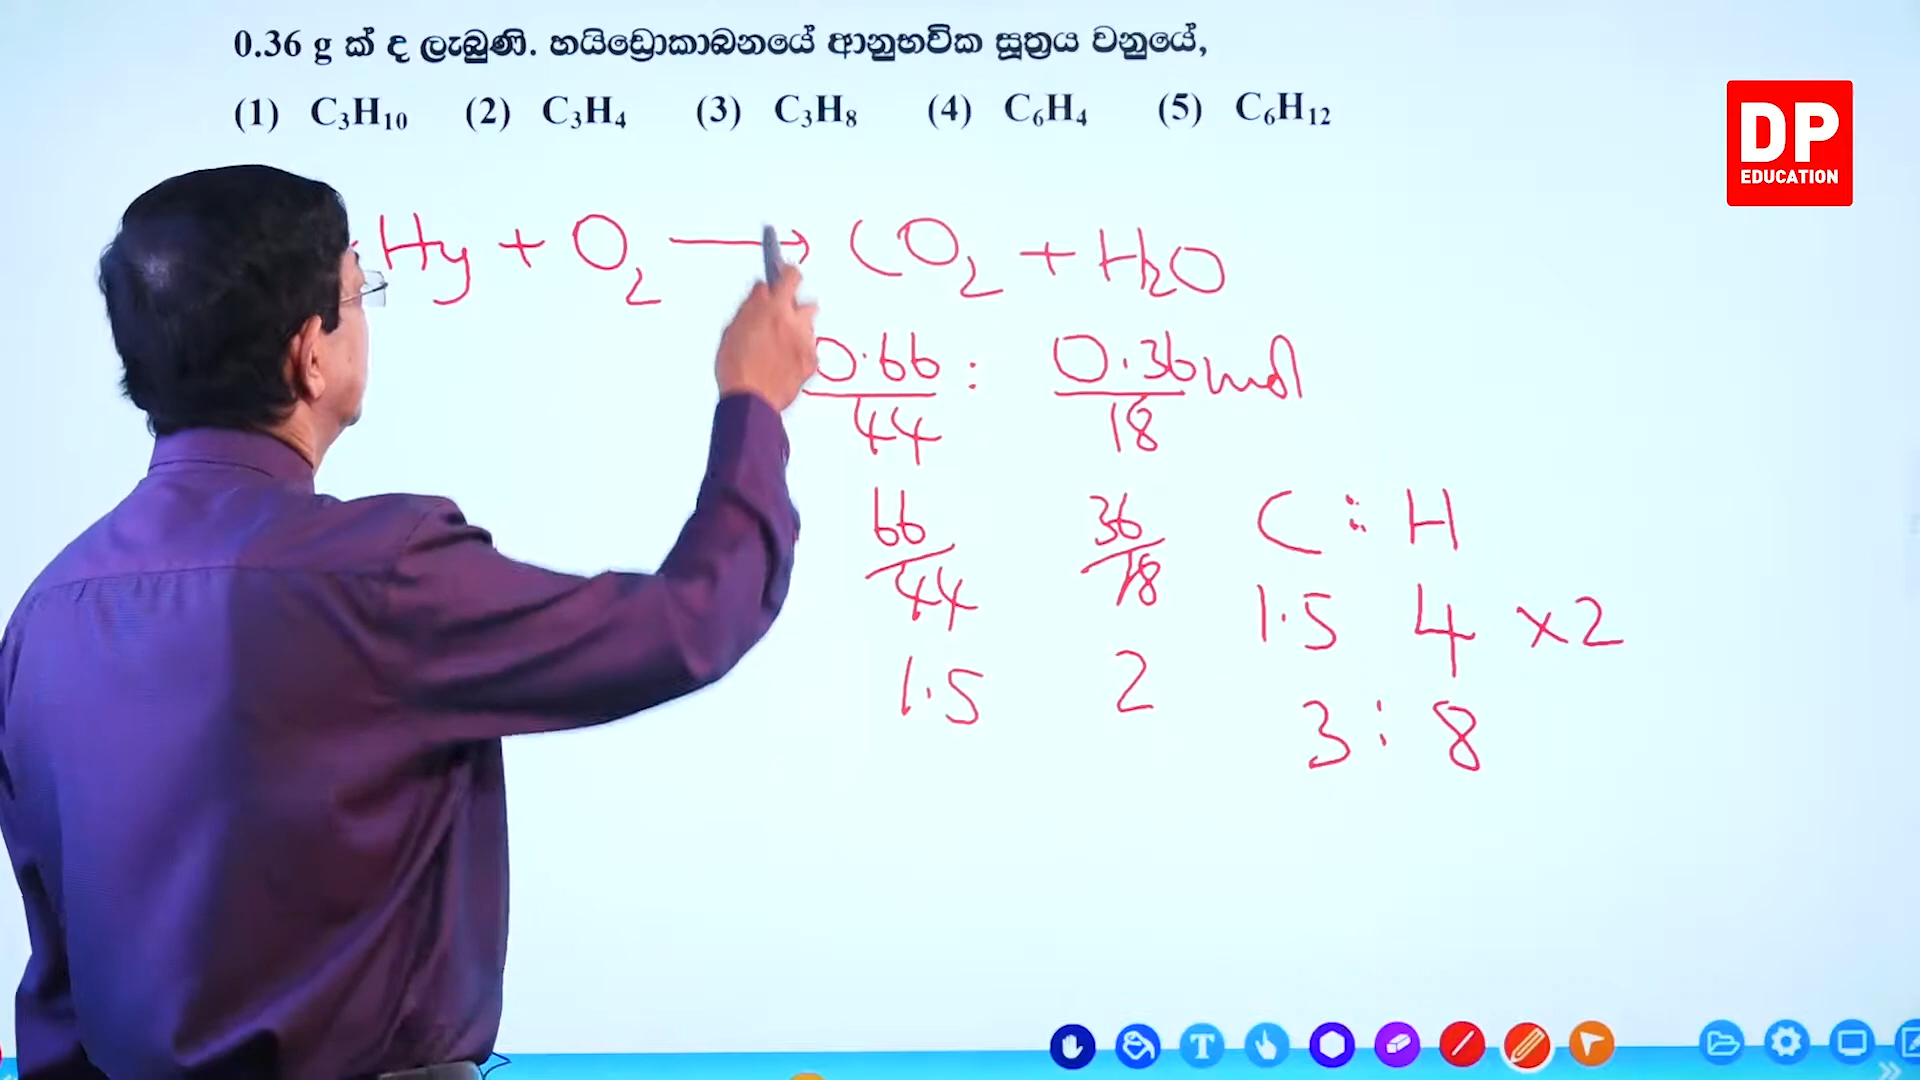 0.36 g ක් ද ලැබුණි. හයිඩ්‍රොකාබනයේ ආනුභවික සූත්‍රය වනුයේ,
(1) C₃H₁₀ (2) C₃H₄ (3) C₃H₈ (4) C₆H₄ (5) C₆H₁₂
DP
EDUCATION
Hy + O₂ → CO₂ + H₂O
0.66 : 0.36 mol
44 18
66 36
44 18
C : H
1.5 4 ×2
1.5 2
3 : 8
T